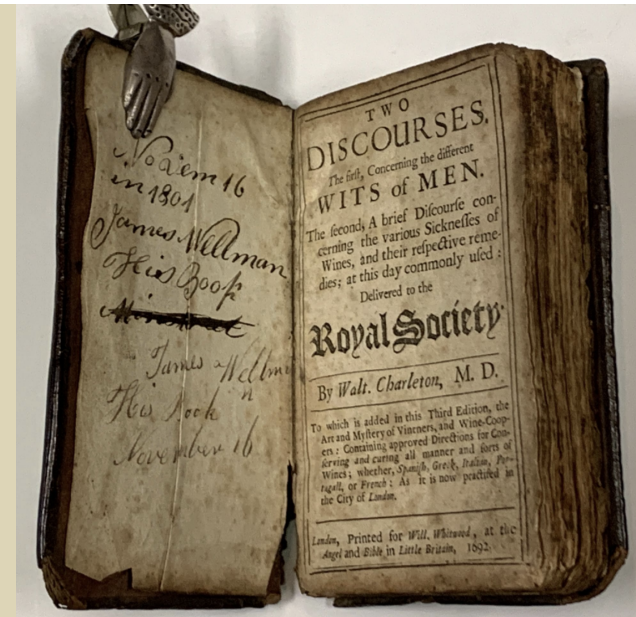 Novem 16
in 1801
James Wellman
His Book
James Wellm
n
His Book
November 16
TWO
DISCOURSES.
The first, Concerning the different
WITS of MEN.
The second, A brief Discourſe con-
cerning the various Sickneſſes of
Wines, and their reſpective reme-
dies; at this day commonly uſed:
Delivered to the
Royal Society.
By Walt. Charleton, M. D.
To which is added in this Third Edition, the
Art and Myſtery of Vintners, and Wine-Coop-
ers: Containing approved Directions for Con-
ſerving and curing all manner and ſorts of
Wines; whether, Spaniſh, Greek, Italian, Por-
tugall, or French: As it is now practiſed in
the City of London.
London, Printed for Will. Whitwood, at the
Angel and Bible in Little Britain, 1692.